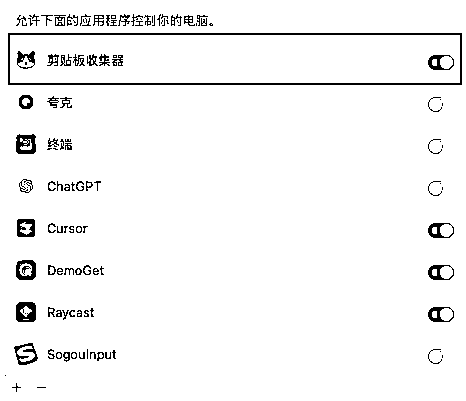 允许下面的应用程序控制你的电脑。
剪贴板收集器
夸克
终端
ChatGPT
Cursor
DemoGet
Raycast
SogouInput
+ −